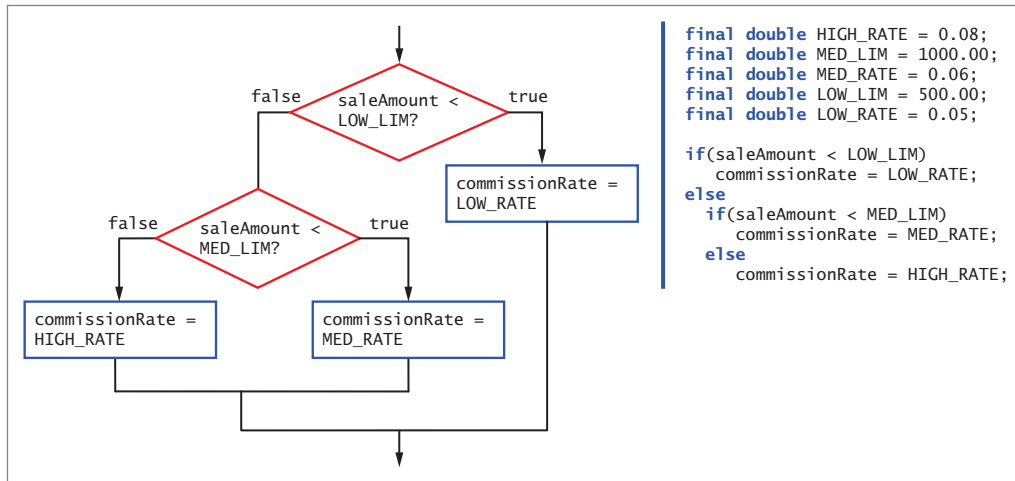 saleAmount <
LOW_LIM?
false
true
commissionRate =
LOW_RATE
saleAmount <
MED_LIM?
false
true
commissionRate =
HIGH_RATE
commissionRate =
MED_RATE
final double HIGH_RATE = 0.08;
final double MED_LIM = 1000.00;
final double MED_RATE = 0.06;
final double LOW_LIM = 500.00;
final double LOW_RATE = 0.05;
if(saleAmount < LOW_LIM)
commissionRate = LOW_RATE;
else
if(saleAmount < MED_LIM)
commissionRate = MED_RATE;
else
commissionRate = HIGH_RATE;